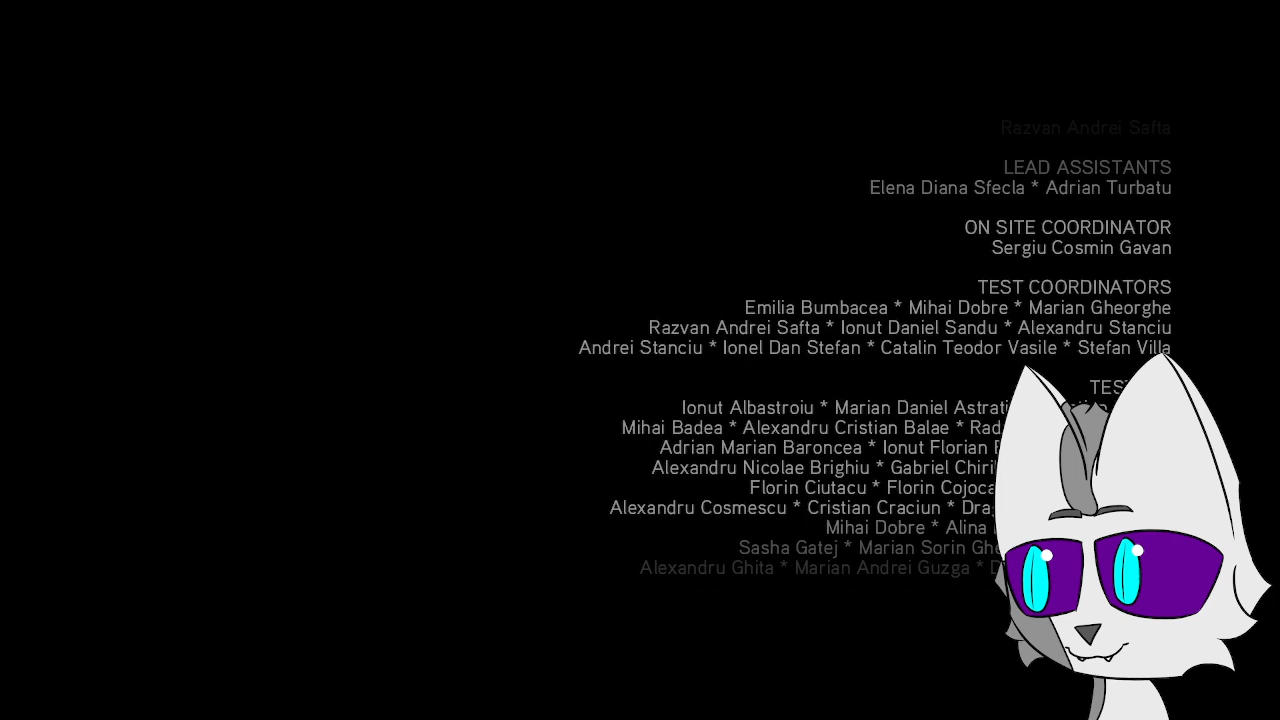 Razvan Andrei Safta
LEAD ASSISTANTS
Elena Diana Sfecla * Adrian Turbatu
ON SITE COORDINATOR
Sergiu Cosmin Gavan
TEST COORDINATORS
Emilia Bumbacea * Mihai Dobre * Marian Gheorghe
Razvan Andrei Safta * Ionut Daniel Sandu * Alexandru Stanciu
Andrei Stanciu * Ionel Dan Stefan * Catalin Teodor Vasile * Stefan Villa
Ionut Albastroiu * Marian Daniel
Mihai Badea * Alexandru Cristian Balae *
Adrian Marian Baroncea * Ionut Florian
Alexandru Nicolae Brighiu * Gabriel
Florin Ciutacu * Florin
Alexandru Cosmescu * Cristian Craciun *
Mihai Dobre * Alina
Sasha Gatej * Marian Sorin
Alexandru Ghita * Marian Andrei Guzga *